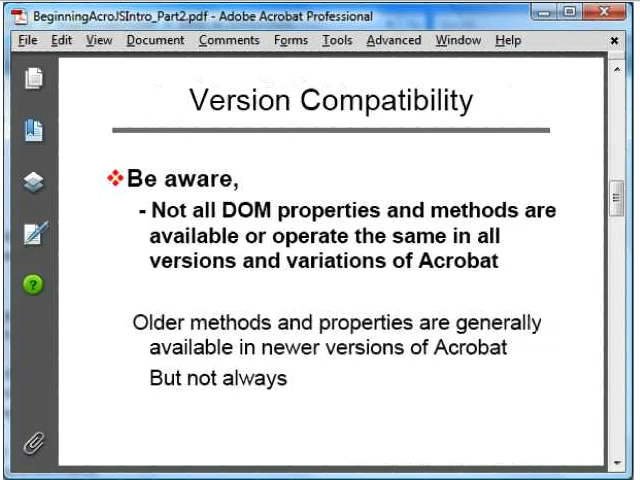 BeginningAcroJSIntro_Part2.pdf - Adobe Acrobat Professional
File Edit View Document Comments Forms Tools Advanced Window Help
Version Compatibility
Be aware,
- Not all DOM properties and methods are
available or operate the same in all
versions and variations of Acrobat
Older methods and properties are generally
available in newer versions of Acrobat
But not always